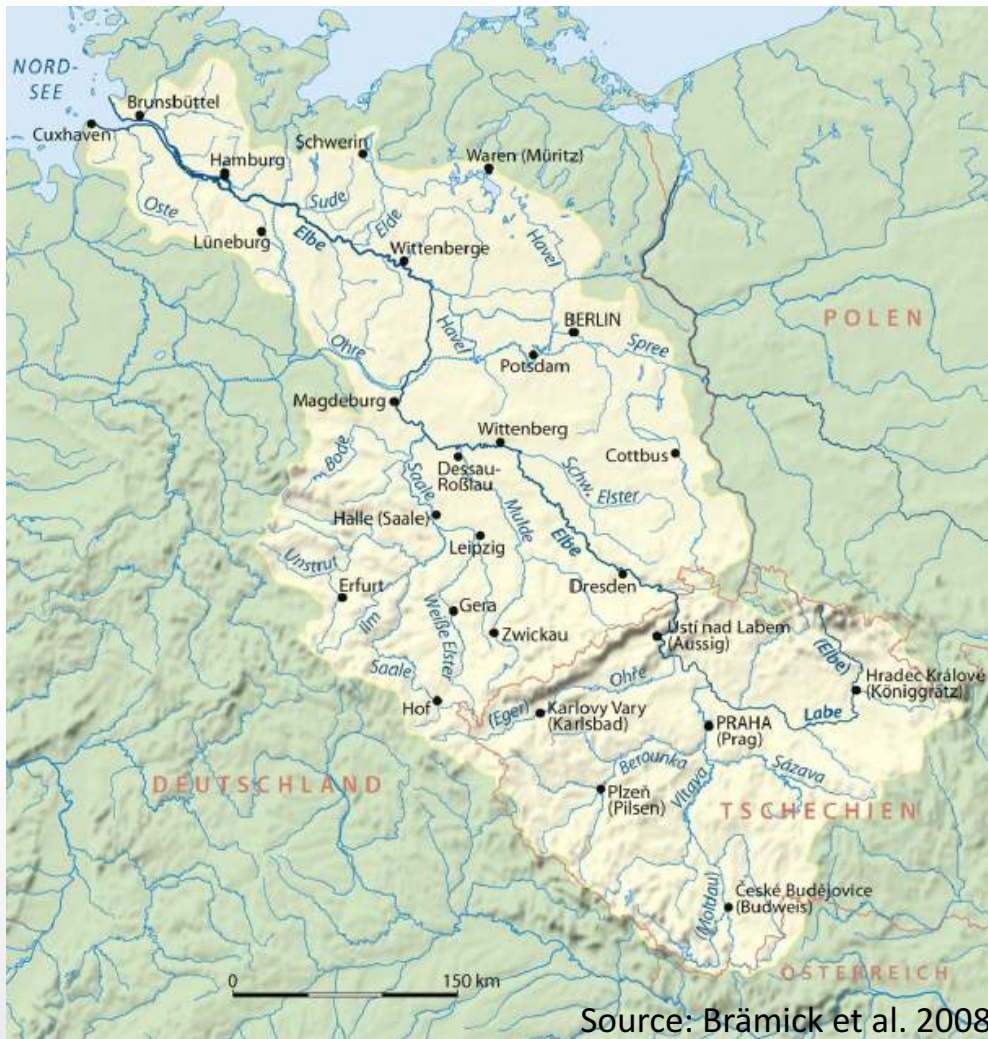 NORD-
SEE
Brunsbüttel
Cuxhaven
Schwerin
Waren (Müritz)
Hamburg
Sude
Oste
Elde
Lüneburg
Elbe
Havel
Wittenberge
POLEN
BERLIN
Havel
Spree
Ohre
Potsdam
Magdeburg
Wittenberg
Bode
Cottbus
Dessau-
Roßlau
Saale
Schw. Elster
Mulde
Halle (Saale)
Elbe
Leipzig
Unstrut
Dresden
Erfurt
Gera
Ilm
Weiße Elster
Zwickau
Ústí nad Labem
(Aussig)
(Elbe)
Saale
Ohře
Hradec Králové
(Königgrätz)
Hof
(Eger)
Karlovy Vary
(Karlsbad)
Labe
PRAHA
(Prag)
Berounka
Sázava
DEUTSCHLAND
Plzeň
(Pilsen)
Vltava
TSCHECHIEN
(Moldau)
České Budějovice
(Budweis)
ÖSTERREICH
0 150 km
Source: Brämick et al. 2008